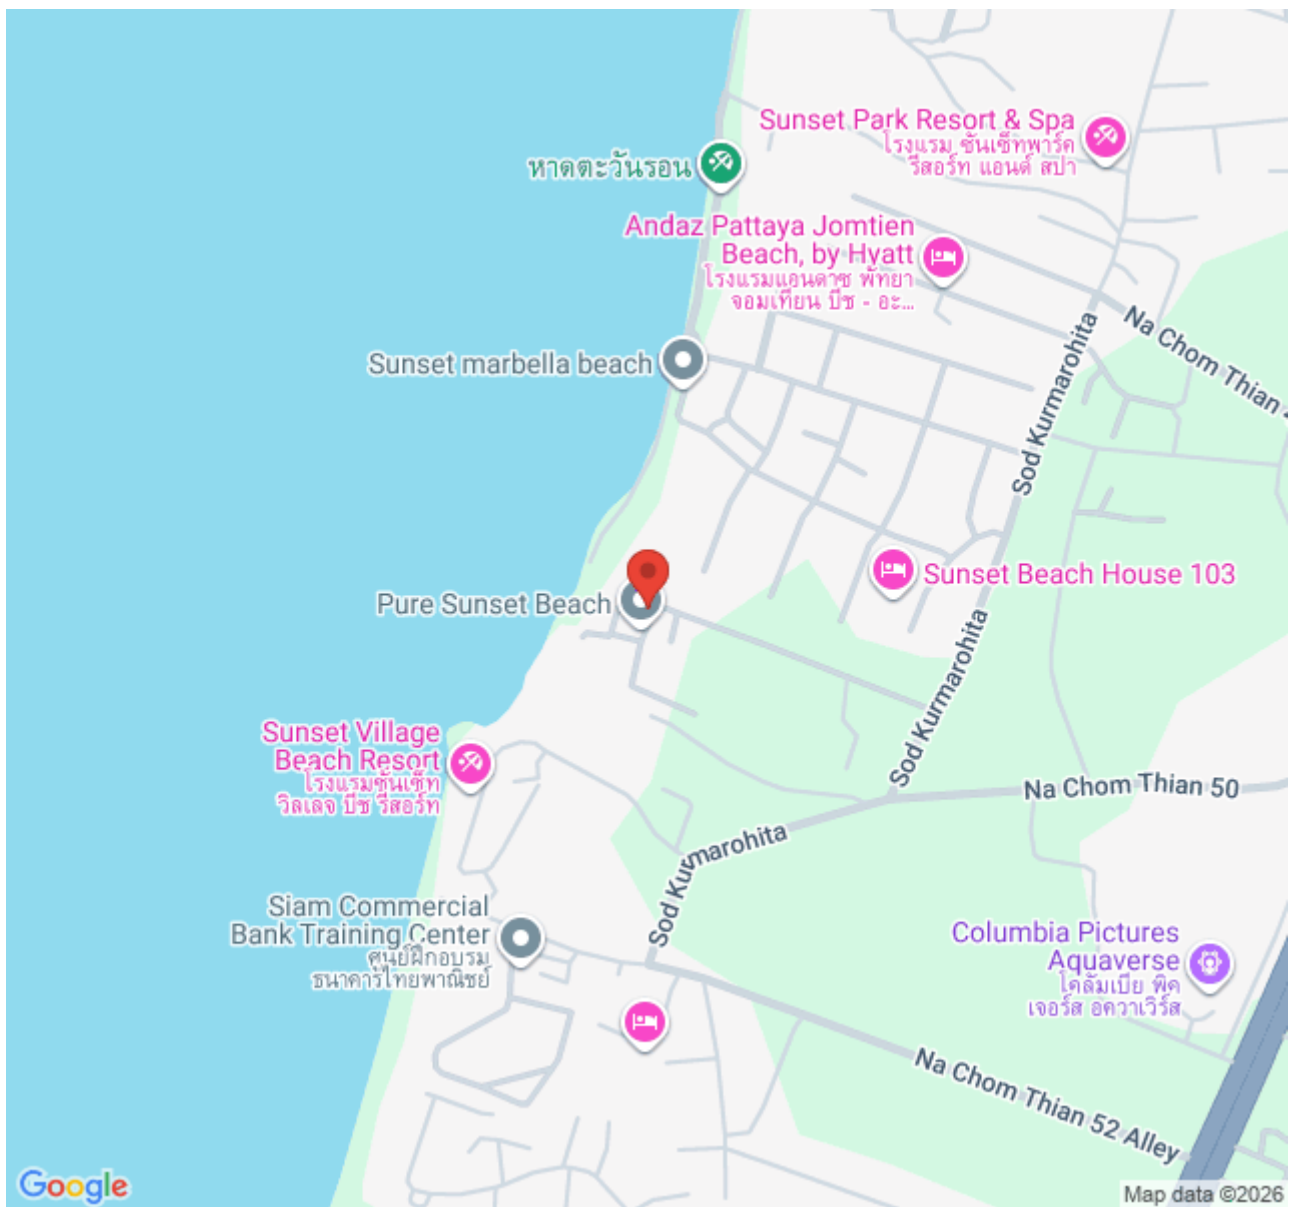 Sunset Park Resort & Spa
โรงแรม ซันเซ็ทพาร์ค
รีสอร์ท แอนด์ สปา
หาดตะวันรอน
Andaz Pattaya Jomtien
Beach, by Hyatt
โรงแรมแอนดาซ พัทยา
จอมเทียน บีช - อะ...
Na Chom Thian
Sod Kurmarohita
Sunset marbella beach
Sunset Beach House 103
Pure Sunset Beach
Sod Kurmarohita
Sunset Village
Beach Resort
โรงแรมซันเซ็ท
วิลเลจ บีช รีสอร์ท
Na Chom Thian 50
Sod Kurmarohita
Siam Commercial
Bank Training Center
ศูนย์ฝึกอบรม
ธนาคารไทยพาณิชย์
Columbia Pictures
Aquaverse
โคลัมเบีย พิค
เจอร์ส อควาเวิร์ส
Na Chom Thian 52 Alley
Google
Map data ©2026